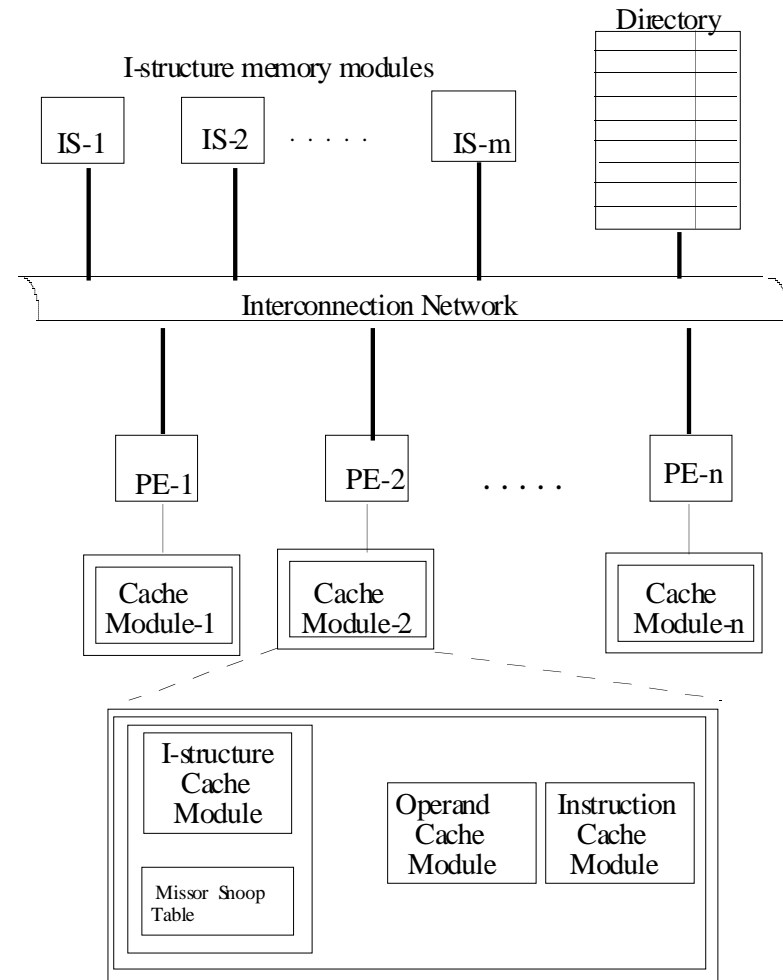 Directory
I-structure memory modules
IS-1
IS-2
. . . . .
IS-m
Interconnection Network
PE-1
PE-2
. . . . .
PE-n
Cache
Module-1
Cache
Module-2
Cache
Module-n
I-structure
Cache
Module
Operand
Cache
Module
Instruction
Cache
Module
Missor Snoop
Table